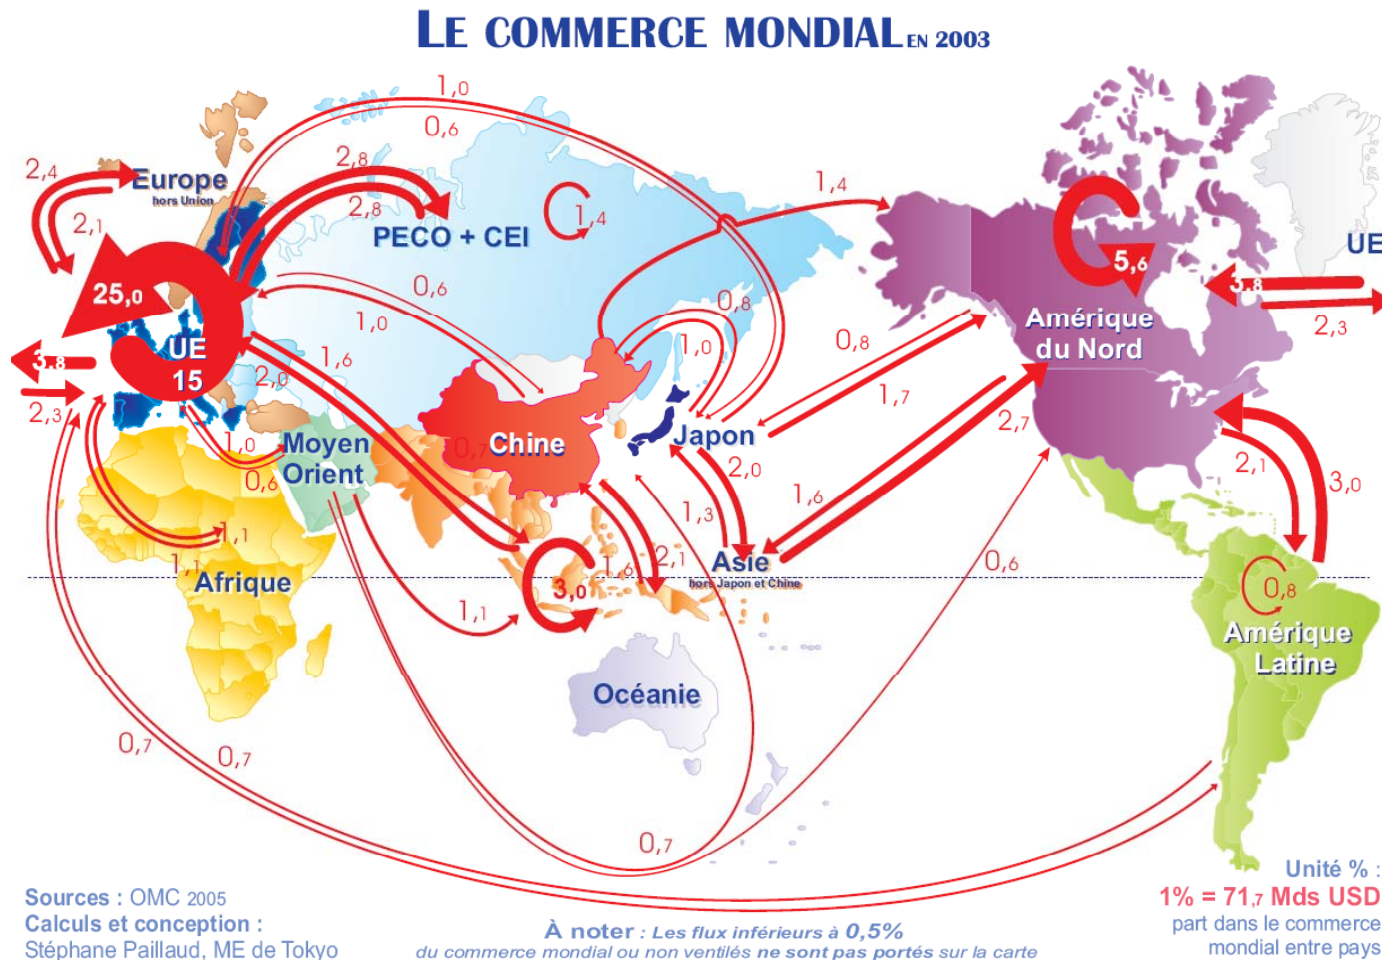 LE COMMERCE MONDIAL EN 2003
1,0
0,6
2,4
Europe
hors Union
2,1
2,8
2,8
PECO + CEI
1,4
1,4
5,6
UE
3,8
2,3
25,0
UE
15
3,8
2,3
0,6
1,0
1,6
2,0
0,8
1,0
0,8
1,7
Amérique
du Nord
2,7
2,1
3,0
1,0
0,6
Moyen
Orient
0,7
Chine
Japon
2,0
1,3
1,6
1,1
1,1
Afrique
1,1
3,0
1,6
2,1
Asie
hors Japon et Chine
0,6
0,8
Amérique
Latine
Océanie
0,7
0,7
0,7
Unité % :
1% = 71,7 Mds USD
part dans le commerce
mondial entre pays
Sources : OMC 2005
Calculs et conception :
Stéphane Paillaud, ME de Tokyo
À noter : Les flux inférieurs à 0,5%
du commerce mondial ou non ventilés ne sont pas portés sur la carte